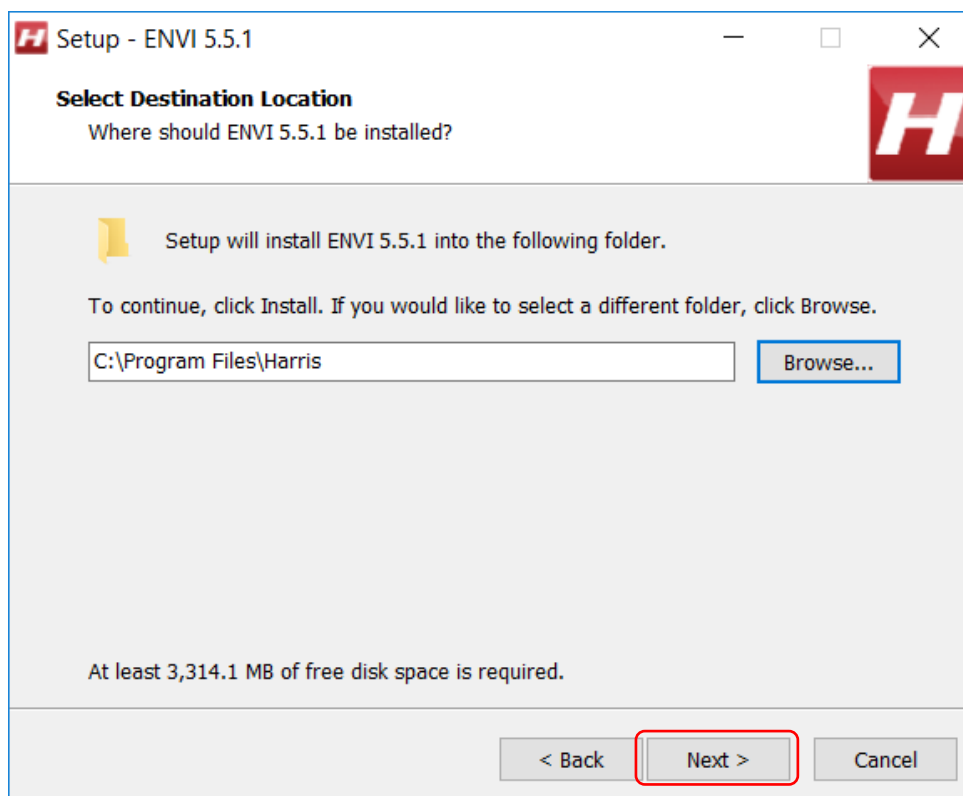 H Setup - ENVI 5.5.1
Select Destination Location
Where should ENVI 5.5.1 be installed?
H
Setup will install ENVI 5.5.1 into the following folder.
To continue, click Install. If you would like to select a different folder, click Browse.
C:\Program Files\Harris
Browse...
At least 3,314.1 MB of free disk space is required.
< Back Next > Cancel